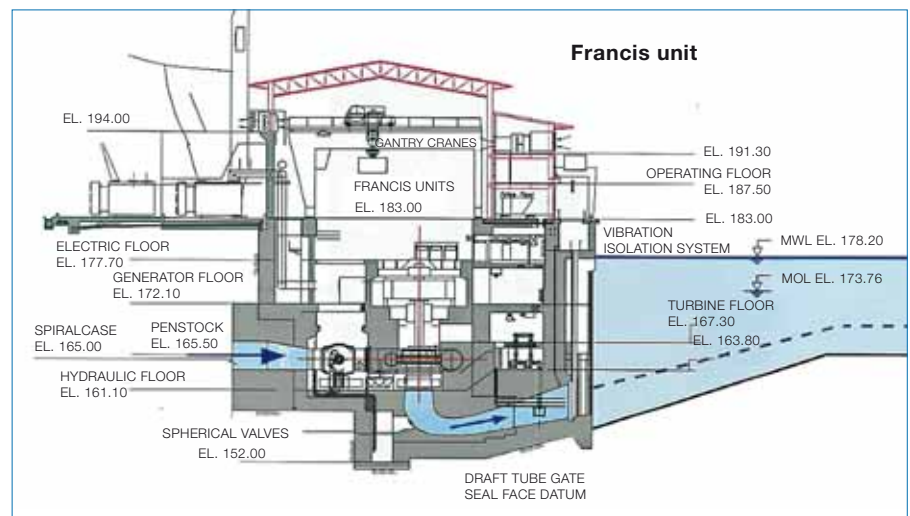 Francis unit
EL. 194.00
GANTRY CRANES
EL. 191.30
FRANCIS UNITS
EL. 183.00
OPERATING FLOOR
EL. 187.50
EL. 183.00
VIBRATION
ISOLATION SYSTEM
MWL EL. 178.20
ELECTRIC FLOOR
EL. 177.70
MOL EL. 173.76
GENERATOR FLOOR
EL. 172.10
TURBINE FLOOR
EL. 167.30
EL. 163.80
SPIRALCASE
EL. 165.00
PENSTOCK
EL. 165.50
HYDRAULIC FLOOR
EL. 161.10
SPHERICAL VALVES
EL. 152.00
DRAFT TUBE GATE
SEAL FACE DATUM